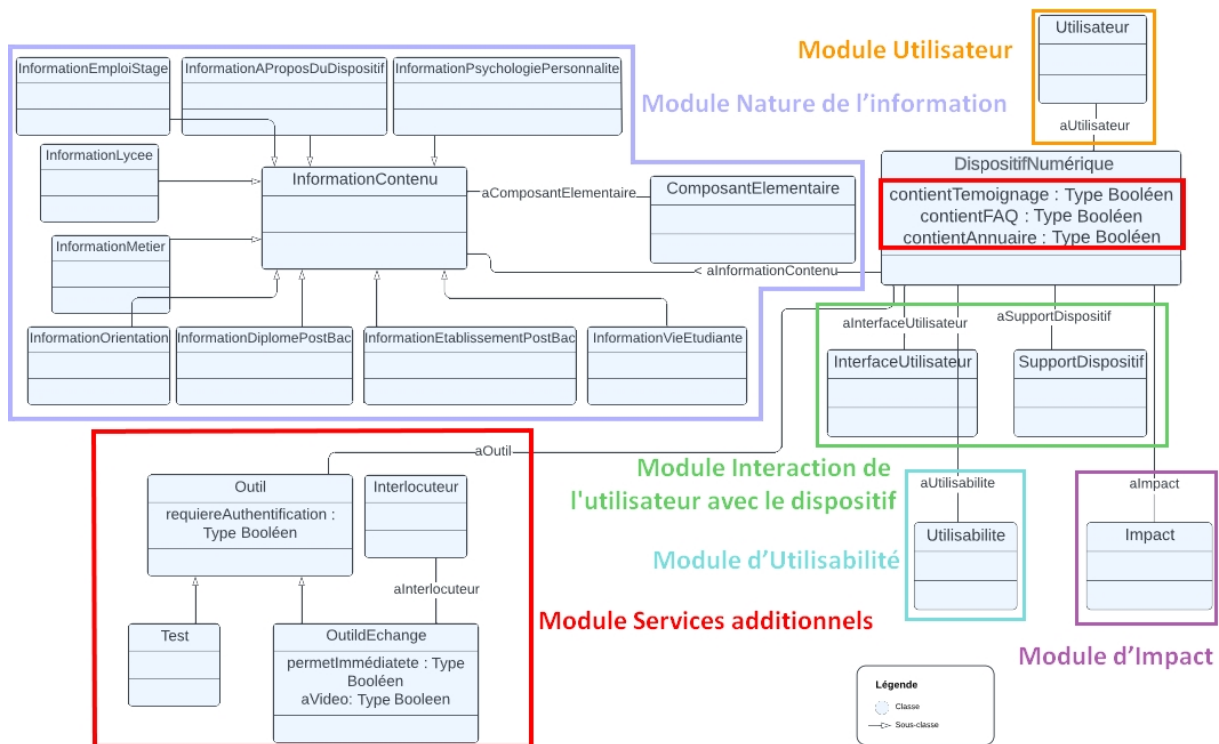 Utilisateur
Module Utilisateur
aUtilisateur
InformationEmploiStage
InformationAProposDuDispositif
InformationPsychologiePersonnalite
Module Nature de l'information
InformationLycee
InformationContenu
aComposantElementaire
ComposantElementaire
DispositifNumérique
contientTemoignage : Type Booléen
contientFAQ : Type Booléen
contientAnnuaire : Type Booléen
InformationMetier
< aInformationContenu
InformationOrientation
InformationDiplomePostBac
InformationEtablissementPostBac
InformationVieEtudiante
aInterfaceUtilisateur
aSupportDispositif
InterfaceUtilisateur
SupportDispositif
Module Interaction de
l'utilisateur avec le dispositif
aOutil
Outil
requiereAuthentification :
Type Booléen
Interlocuteur
aInterlocuteur
aUtilisabilite
Utilisabilite
Module d'Utilisabilité
aImpact
Impact
Module d'Impact
Test
OutildEchange
permetImmédiatete : Type
Booléen
aVideo: Type Booleen
Module Services additionnels
Légende
Classe
Sous-classe